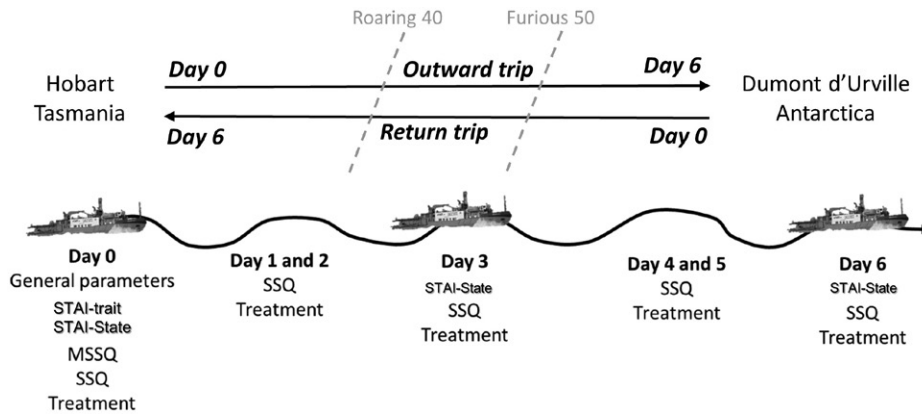 Roaring 40 Furious 50
Day 0 Outward trip Day 6
Hobart
Tasmania
Dumont d'Urville
Antarctica
Day 6 Return trip Day 0
Day 0
General parameters
STAI-trait
STAI-State
MSSQ
SSQ
Treatment
Day 1 and 2
SSQ
Treatment
Day 3
STAI-State
SSQ
Treatment
Day 4 and 5
SSQ
Treatment
Day 6
STAI-State
SSQ
Treatment